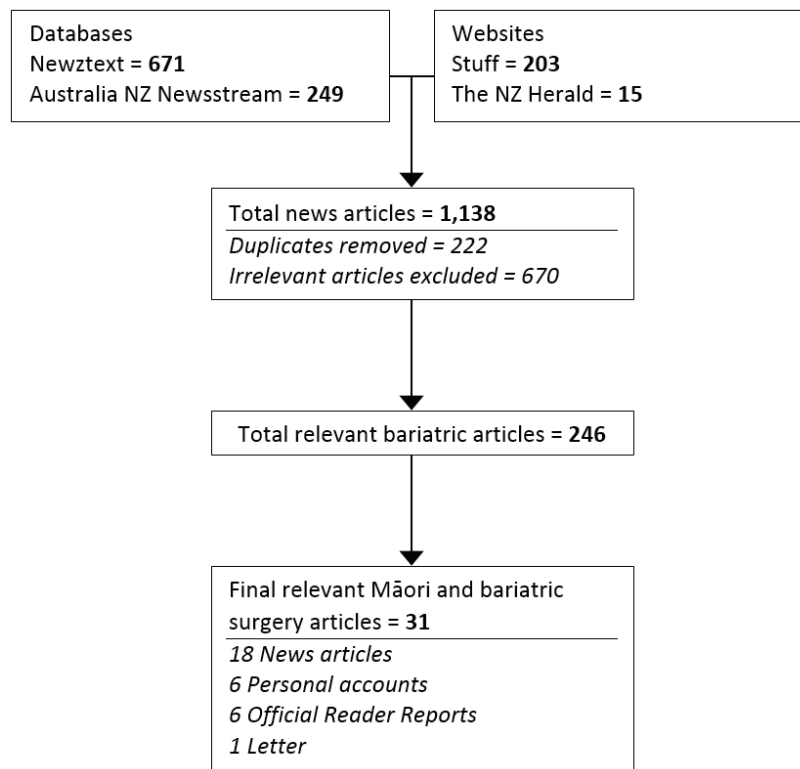 Databases
Newztext = 671
Australia NZ Newsstream = 249
Websites
Stuff = 203
The NZ Herald = 15
Total news articles = 1,138
Duplicates removed = 222
Irrelevant articles excluded = 670
Total relevant bariatric articles = 246
Final relevant Māori and bariatric
surgery articles = 31
18 News articles
6 Personal accounts
6 Official Reader Reports
1 Letter